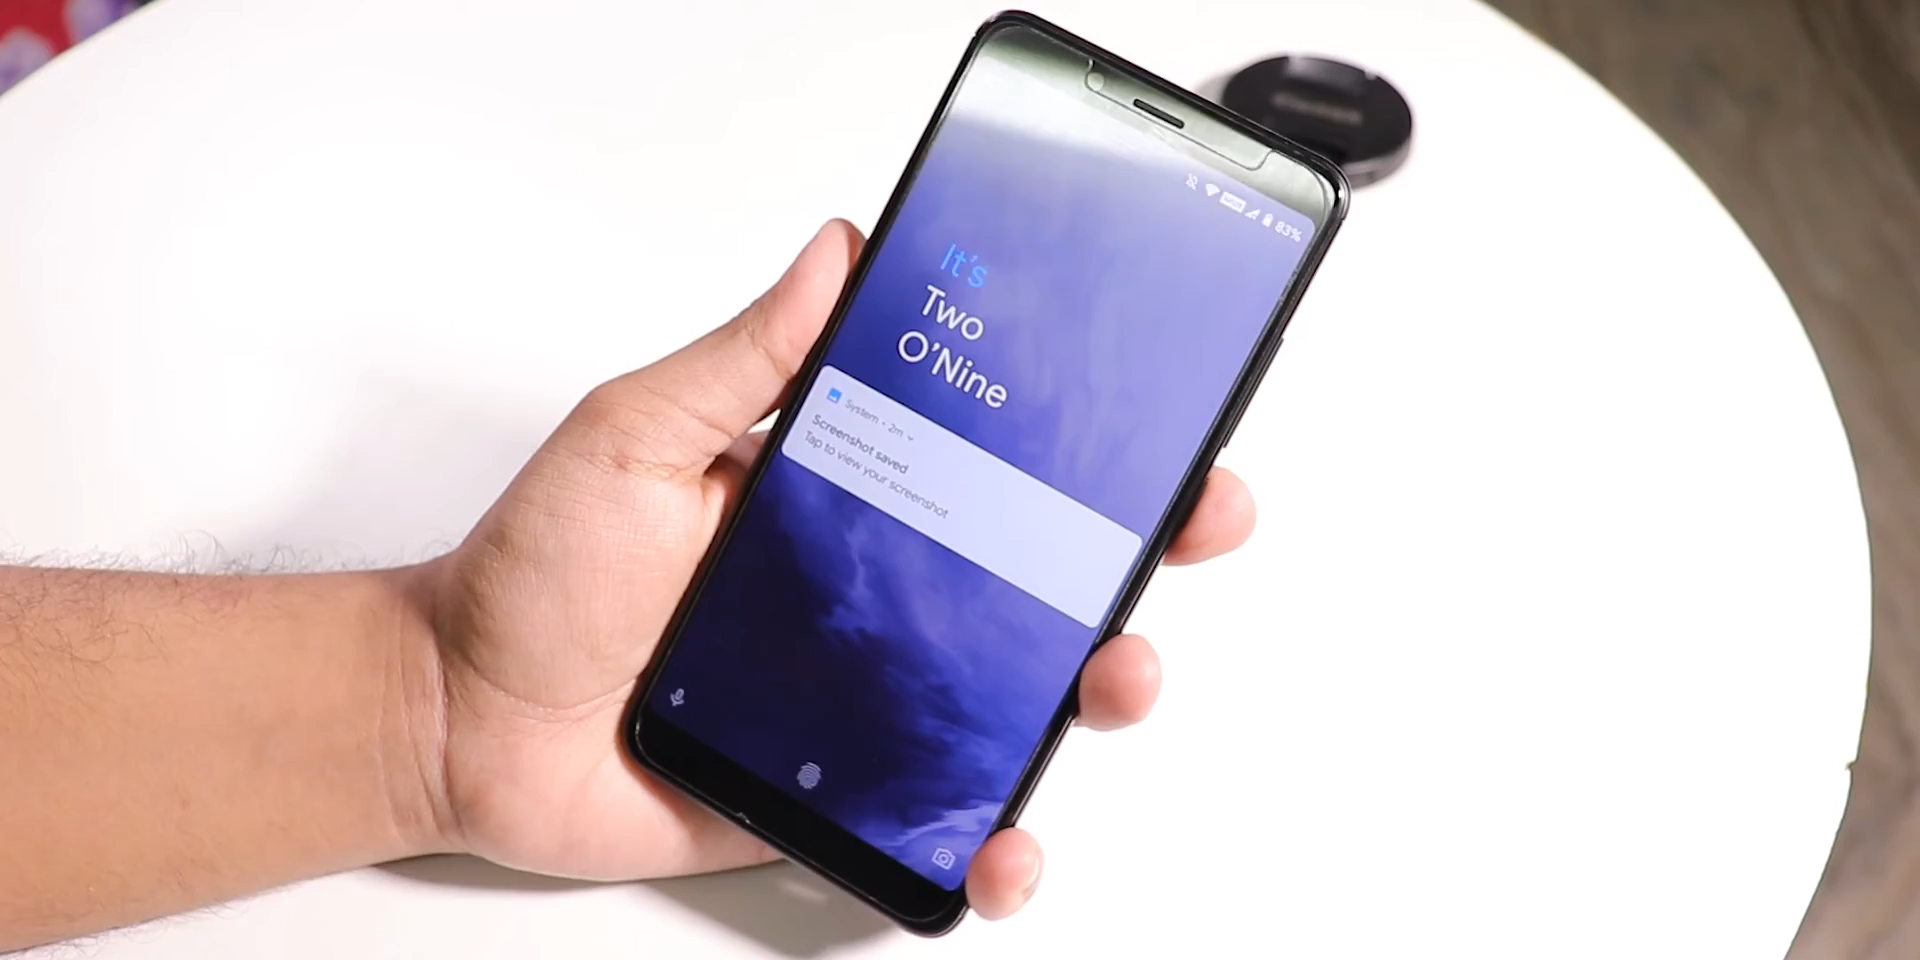 83%
It's
Two
O'Nine
System • 2m
Screenshot saved
Tap to view your screenshot